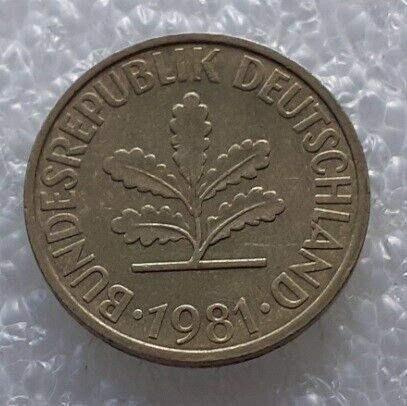 BUNDESREPUBLIK DEUTSCHLAND
· 1981 ·